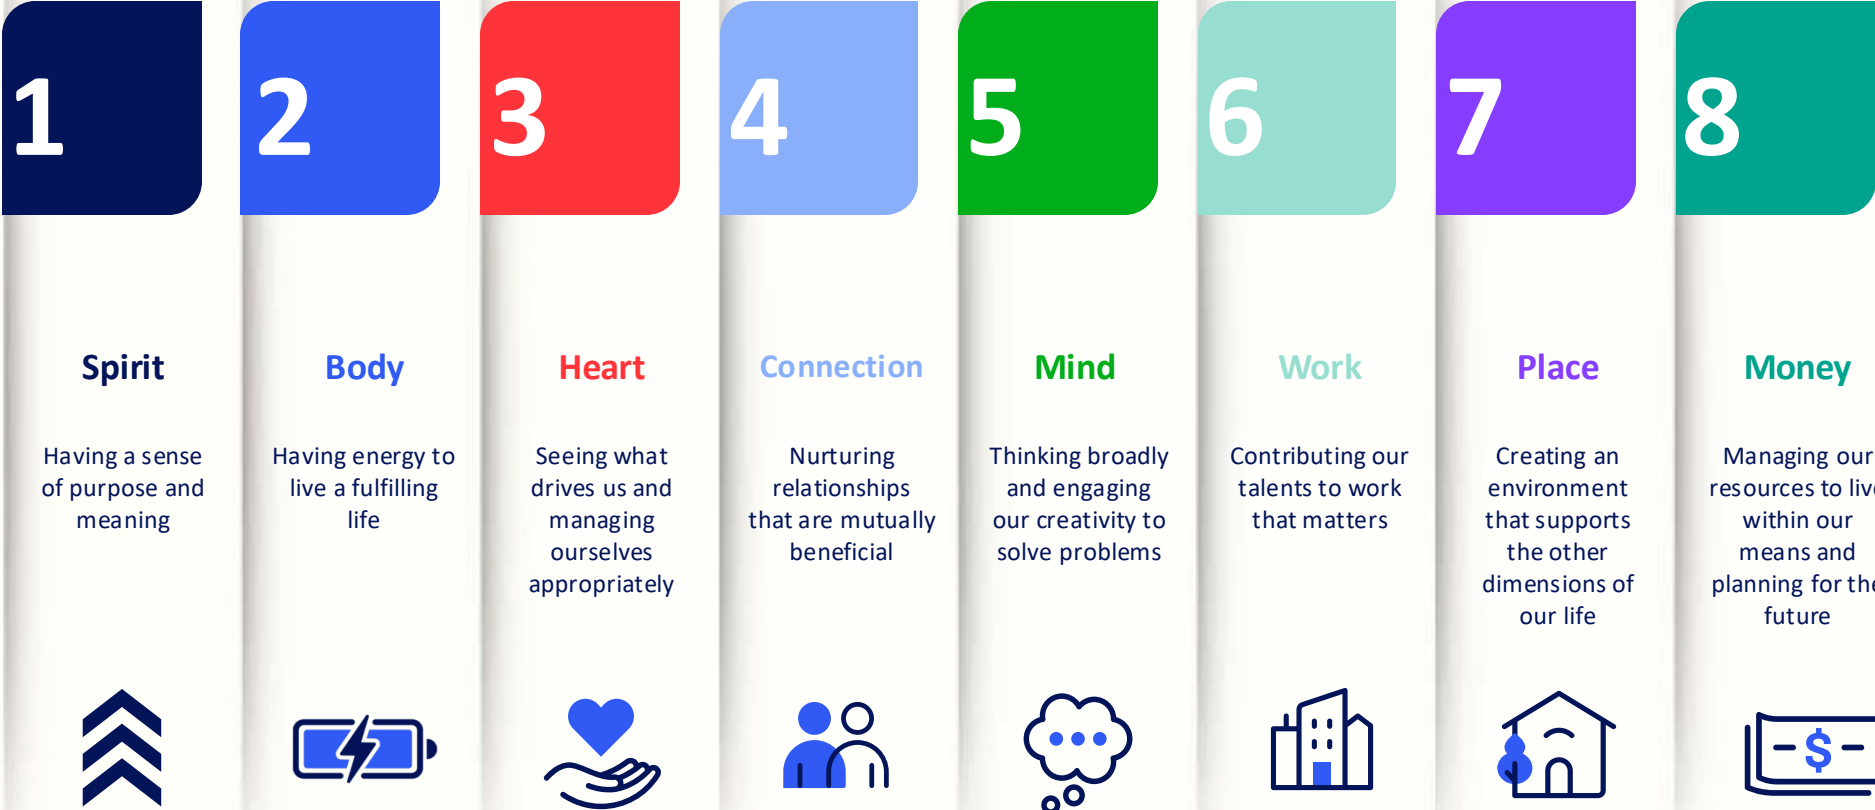 1
2
3
4
5
6
7
8
Spirit
Having a sense
of purpose and
meaning
Body
Having energy to
live a fulfilling
life
Heart
Seeing what
drives us and
managing
ourselves
appropriately
Connection
Nurturing
relationships
that are mutually
beneficial
Mind
Thinking broadly
and engaging
our creativity to
solve problems
Work
Contributing our
talents to work
that matters
Place
Creating an
environment
that supports
the other
dimensions of
our life
Money
Managing our
resources to live
within our
means and
planning for the
future
$